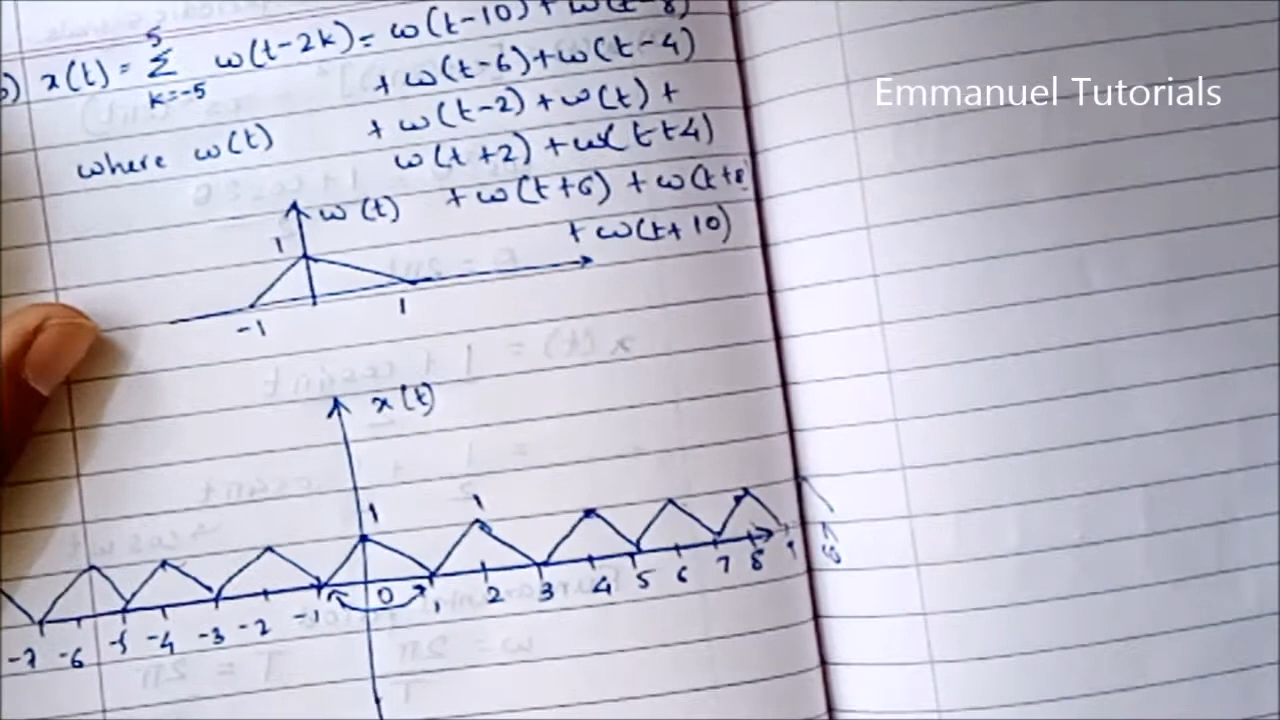 x(t) = 5 Σ k=-5 w(t-2k) = w(t-10) + w(t-8)
+ w(t-6) + w(t-4)
where w(t) + w(t-2) + w(t) +
w(t+2) + w(t+4)
w(t) + w(t+6) + w(t+8
+ w(t+10)
1
-1 1
x(t)
1 1
-7 -6 -5 -4 -3 -2 -1 0 1 2 3 4 5 6 7 8 9
Emmanuel Tutorials